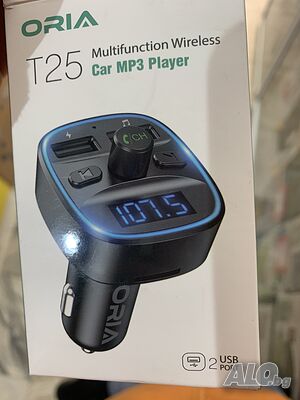 ORIA
T25 Multifunction Wireless
Car MP3 Player
CH
107.5
ORIA
2 USB
ALO.bg